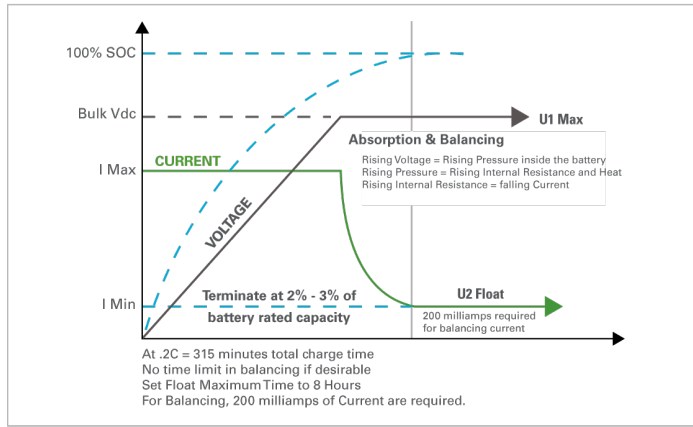 100% SOC
Bulk Vdc
U1 Max
Absorption & Balancing
Rising Voltage = Rising Pressure inside the battery
Rising Pressure = Rising Internal Resistance and Heat
Rising Internal Resistance = falling Current
I Max
CURRENT
VOLTAGE
I Min
Terminate at 2% - 3% of
battery rated capacity
U2 Float
200 milliamps required
for balancing current
At .2C = 315 minutes total charge time
No time limit in balancing if desirable
Set Float Maximum Time to 8 Hours
For Balancing, 200 milliamps of Current are required.